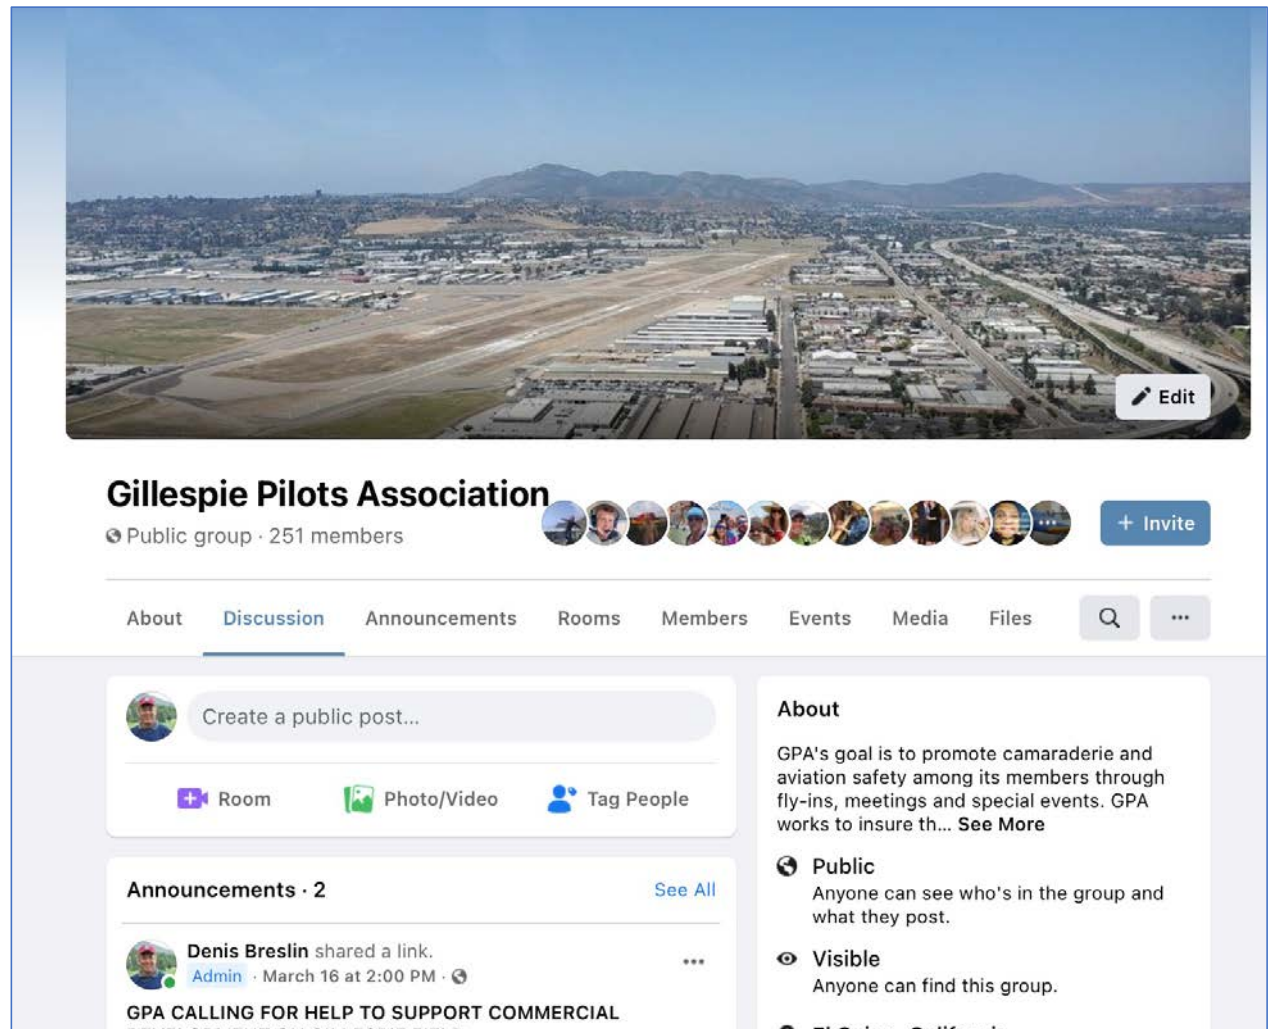 Edit
Gillespie Pilots Association
Public group · 251 members
+ Invite
About Discussion Announcements Rooms Members Events Media Files
Create a public post...
Room Photo/Video Tag People
Announcements · 2 See All
Denis Breslin shared a link.
Admin · March 16 at 2:00 PM ·
GPA CALLING FOR HELP TO SUPPORT COMMERCIAL
About
GPA's goal is to promote camaraderie and
aviation safety among its members through
fly-ins, meetings and special events. GPA
works to insure th... See More
Public
Anyone can see who's in the group and
what they post.
Visible
Anyone can find this group.